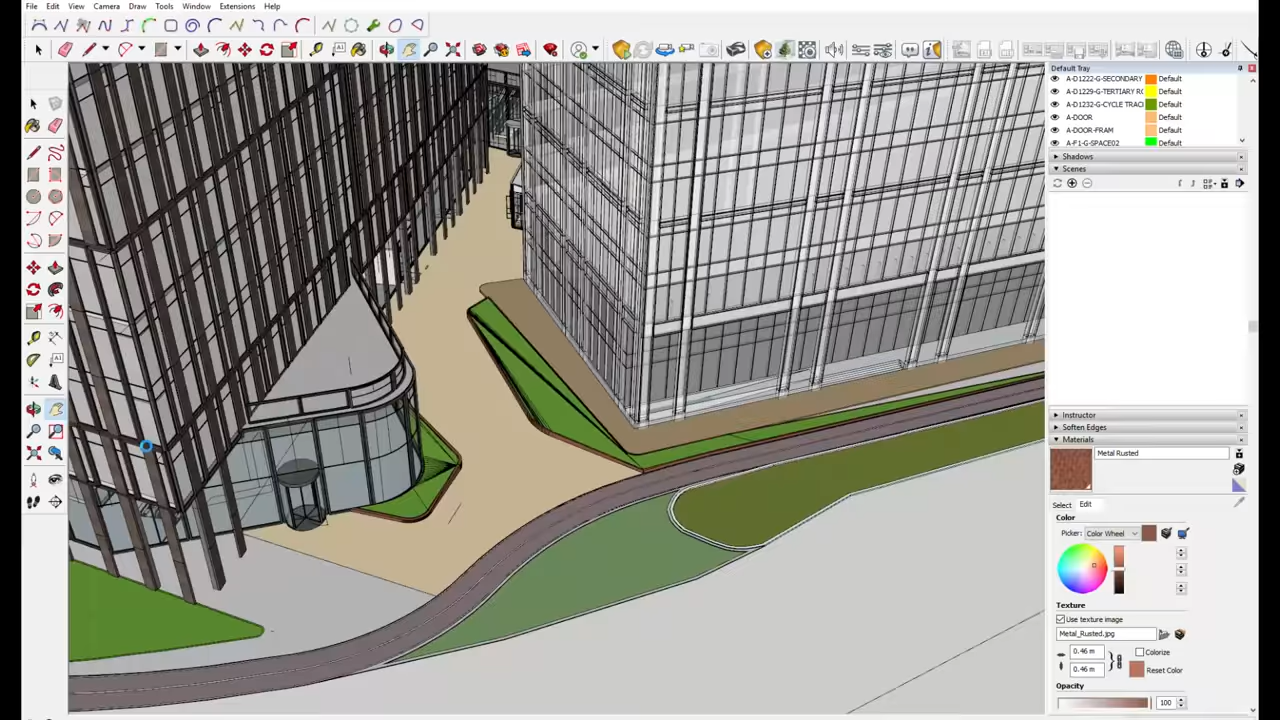 File Edit View Camera Draw Tools Window Extensions Help
Default Tray
A-D1222-G-SECONDARY Default
A-D1229-G-TERTIARY RO Default
A-D1232-G-CYCLE TRAC Default
A-DOOR Default
A-DOOR-FRAM Default
A-F1-G-SPACE02 Default
Shadows
Scenes
Instructor
Soften Edges
Materials
Metal Rusted
Select Edit
Color
Picker: Color Wheel
Texture
Use texture image
Metal_Rusted.jpg
0.46 m
Colorize
0.46 m
Reset Color
Opacity
100